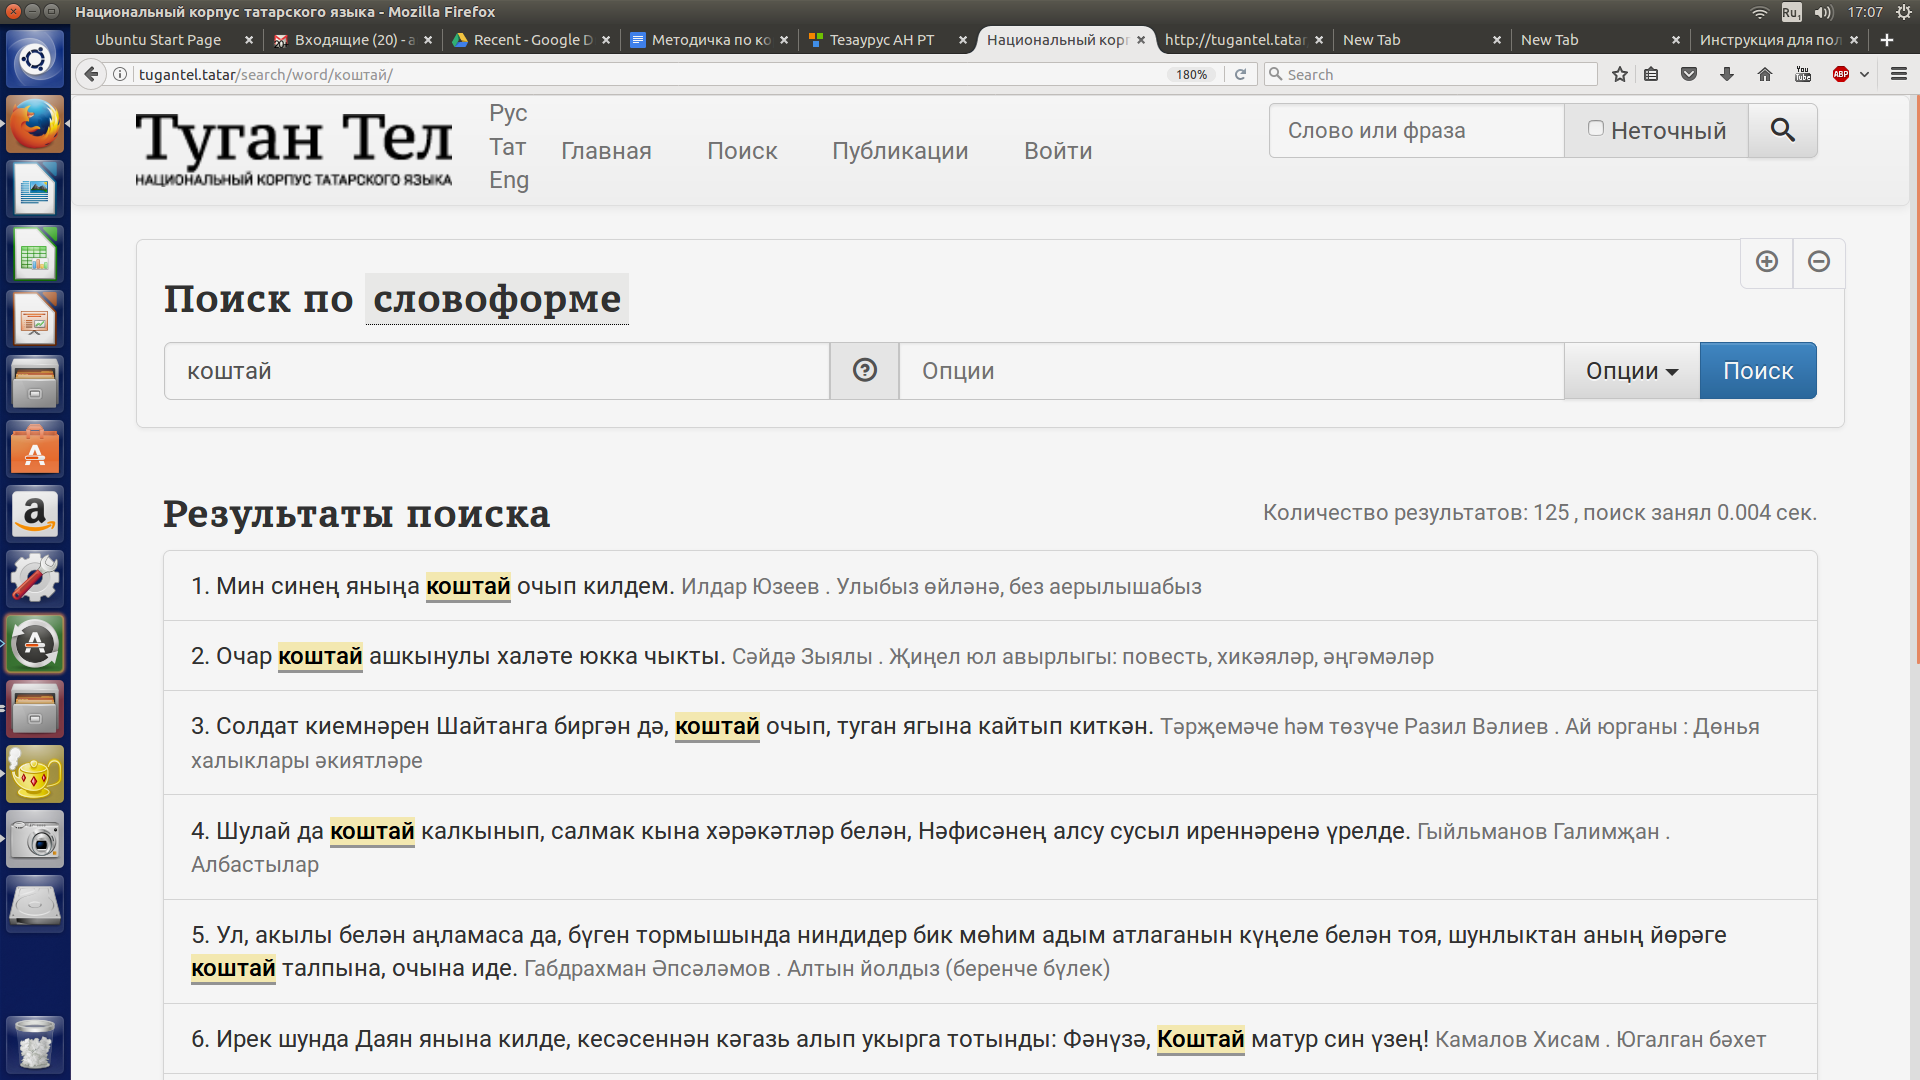 Национальный корпус татарского языка - Mozilla Firefox
Ru1 17:07
Ubuntu Start Page
Входящие (20) - a
Recent - Google D
Методичка по ко
Тезаурус АН РТ
Национальный корп
http://tugantel.tatar
New Tab
New Tab
Инструкция для пол
tugantel.tatar/search/word/коштай/
180%
Search
Туган Тел
НАЦИОНАЛЬНЫЙ КОРПУС ТАТАРСКОГО ЯЗЫКА
Рус
Тат
Eng
Главная
Поиск
Публикации
Войти
Слово или фраза
Неточный
Поиск по словоформе
коштай
Опции
Опции
Поиск
Результаты поиска
Количество результатов: 125 , поиск занял 0.004 сек.
1. Мин синең яныңа коштай очып килдем. Илдар Юзеев . Улыбыз өйләнә, без аерылышабыз
2. Очар коштай ашкынулы халәте юкка чыкты. Сәйдә Зыялы . Җиңел юл авырлыгы: повесть, хикәяләр, әңгәмәләр
3. Солдат киемнәрен Шайтанга биргән дә, коштай очып, туган ягына кайтып киткән. Тәрҗемәче һәм төзүче Разил Вәлиев . Ай юрганы : Дөнья
халыклары әкиятләре
4. Шулай да коштай калкынып, салмак кына хәрәкәтләр белән, Нәфисәнең алсу сусыл иреннәренә үрелде. Гыйльманов Галимҗан .
Албастылар
5. Ул, акылы белән аңламаса да, бүген тормышында ниндидер бик мөһим адым атлаганын күңеле белән тоя, шунлыктан аның йөрәге
коштай талпына, очына иде. Габдрахман Әпсәләмов . Алтын йолдыз (беренче бүлек)
6. Ирек шунда Даян янына килде, кесәсеннән кәгазь алып укырга тотынды: Фәнүзә, Коштай матур син үзең! Камалов Хисам . Югалган бәхет